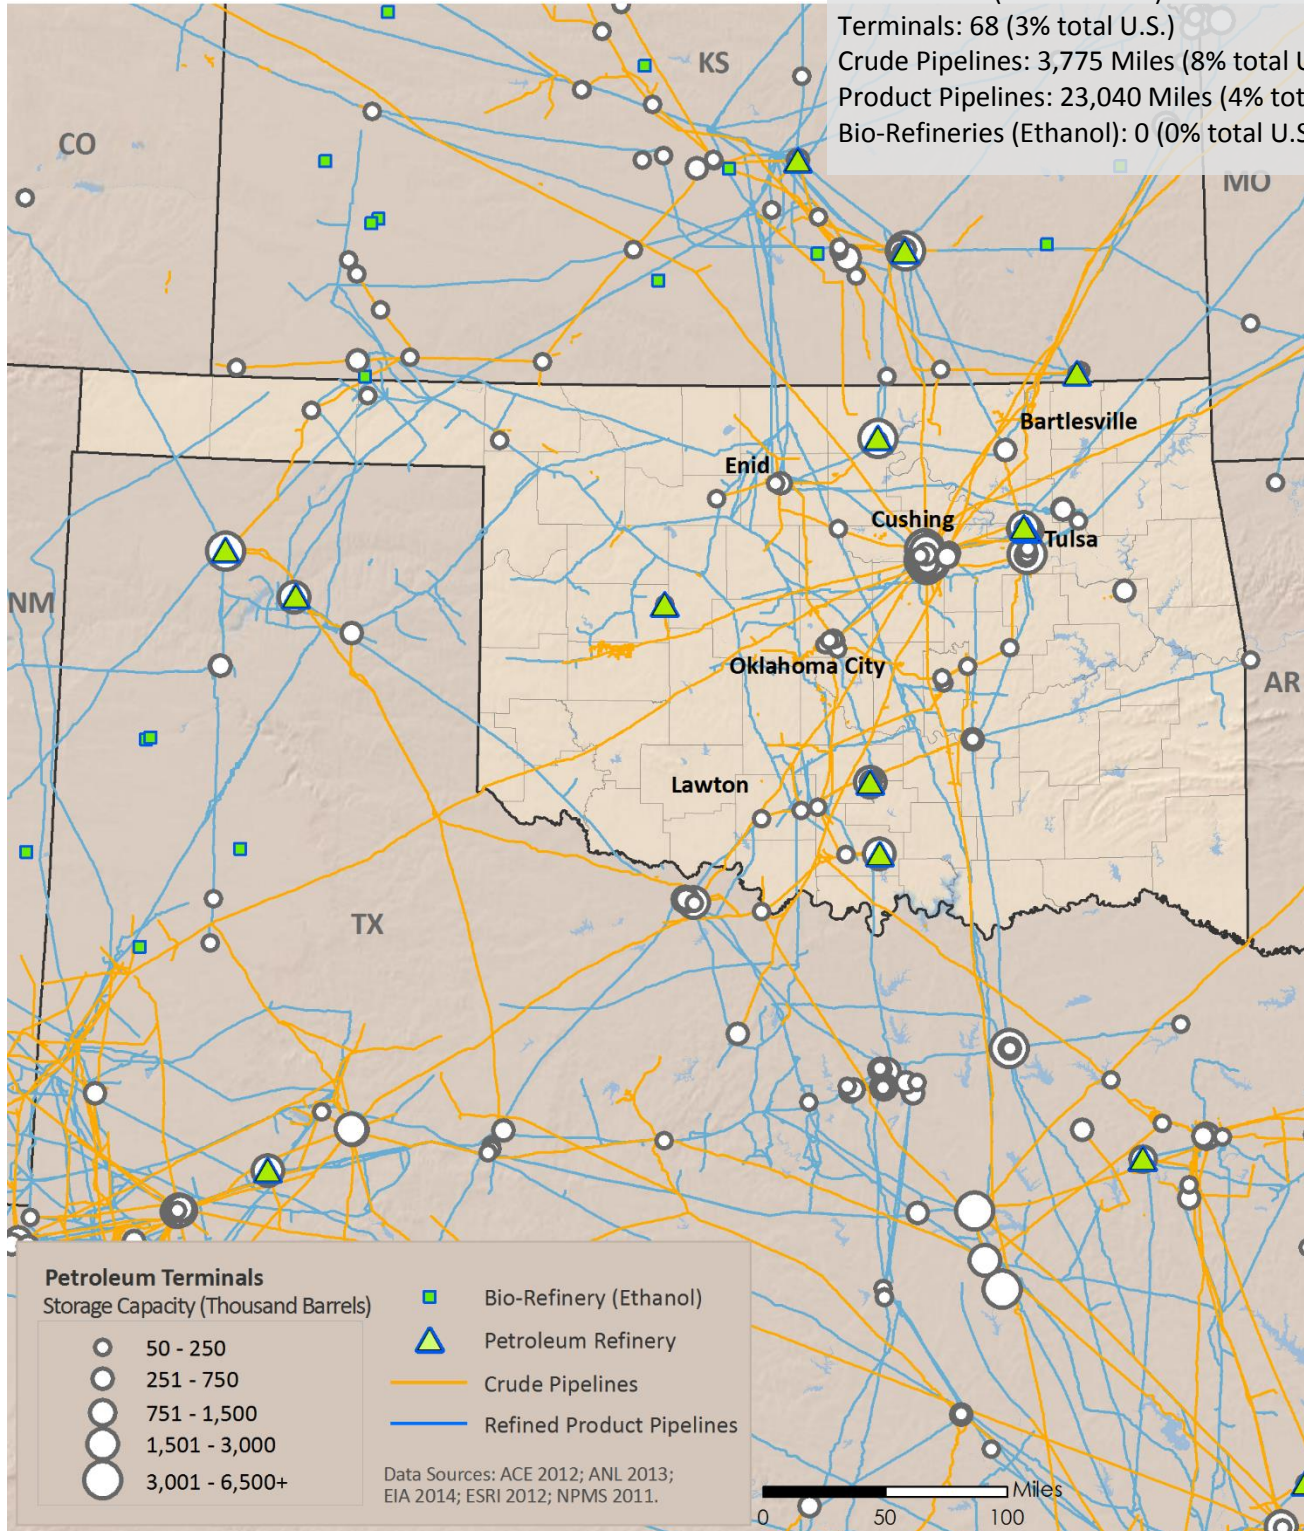 Terminals: 68 (3% total U.S.)
Crude Pipelines: 3,775 Miles (8% total U
Product Pipelines: 23,040 Miles (4% tot
Bio-Refineries (Ethanol): 0 (0% total U.S
KS
CO
MO
Bartlesville
Enid
Cushing
Tulsa
NM
Oklahoma City
AR
Lawton
TX
Petroleum Terminals
Storage Capacity (Thousand Barrels)
50 - 250
251 - 750
751 - 1,500
1,501 - 3,000
3,001 - 6,500+
Bio-Refinery (Ethanol)
Petroleum Refinery
Crude Pipelines
Refined Product Pipelines
Data Sources: ACE 2012; ANL 2013;
EIA 2014; ESRI 2012; NPMS 2011.
Miles
0 50 100